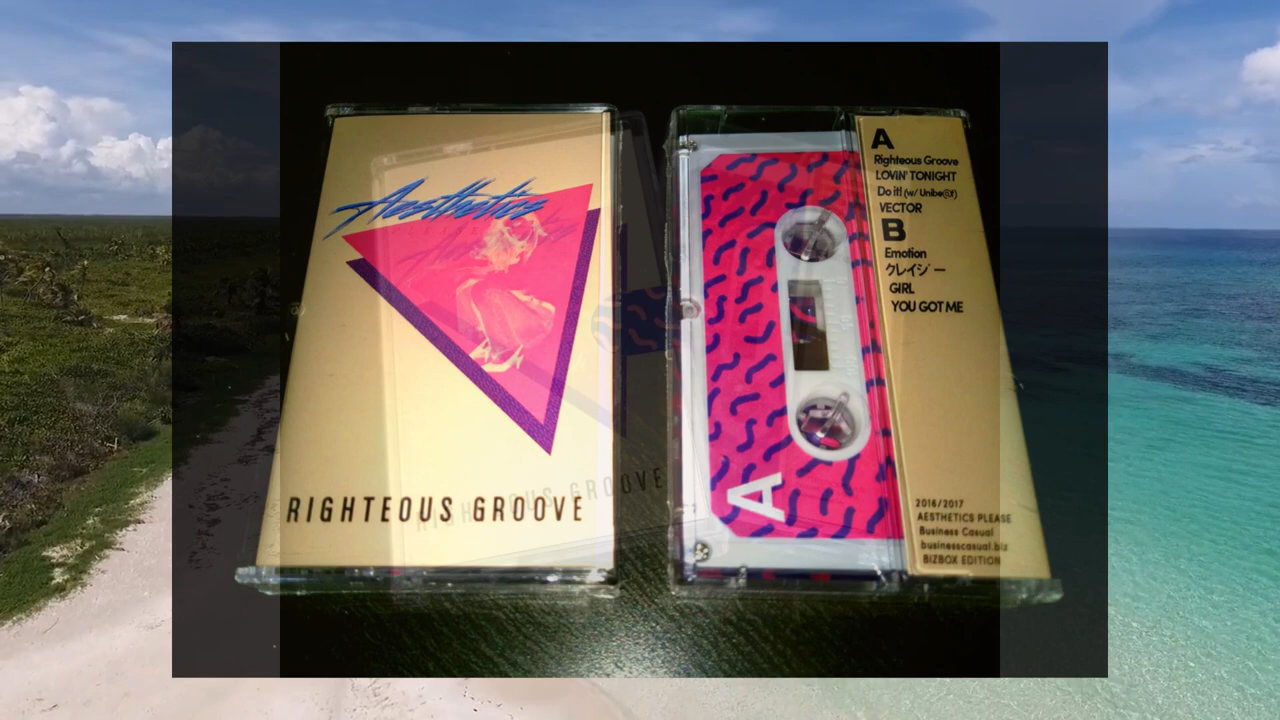 Aesthetics
RIGHTEOUS GROOVE
A
A
Righteous Groove
LOVIN' TONIGHT
Do it! (w/ Unibe@t)
VECTOR
B
Emotion
クレイジー
GIRL
YOU GOT ME
2016/2017
AESTHETICS PLEASE
Business Casual
businesscasual.biz
BIZBOX EDITION